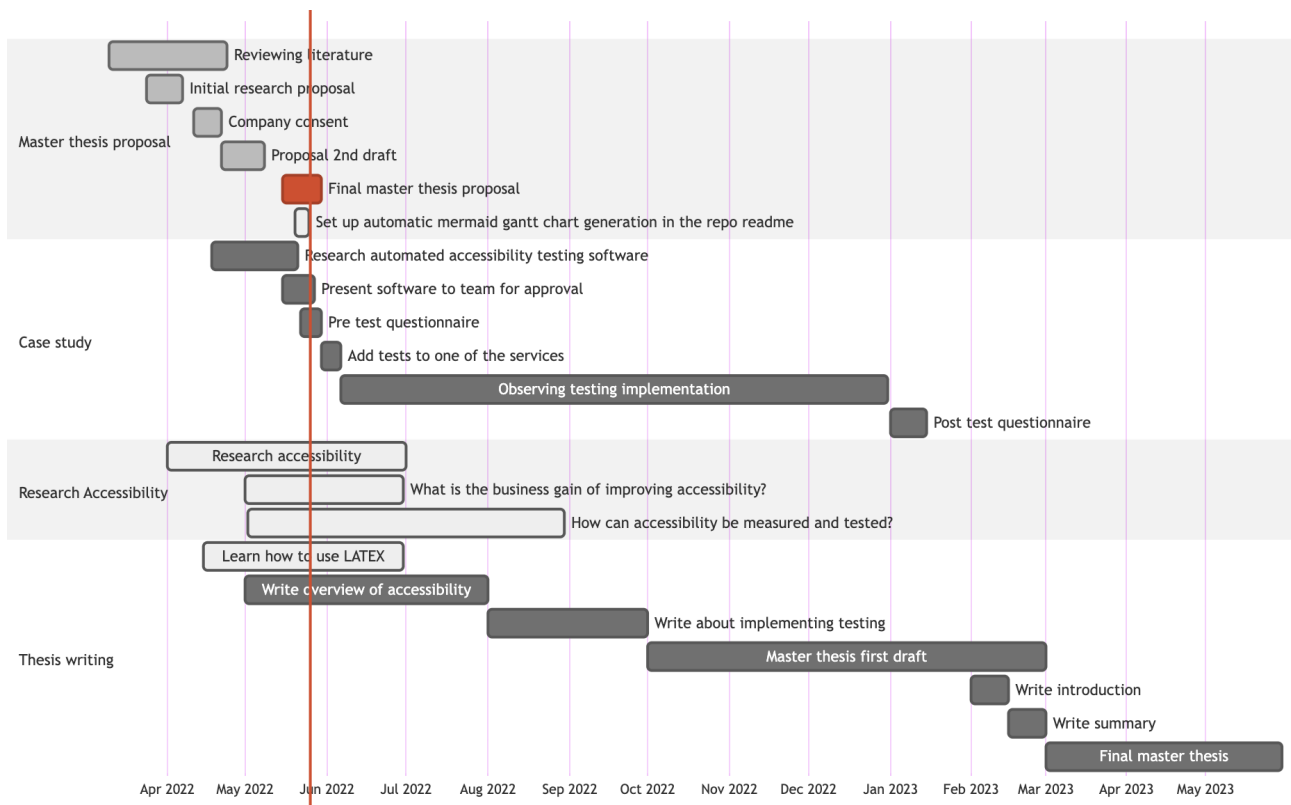 Reviewing literature
Initial research proposal
Company consent
Master thesis proposal
Proposal 2nd draft
Final master thesis proposal
Set up automatic mermaid gantt chart generation in the repo readme
Research automated accessibility testing software
Present software to team for approval
Pre test questionnaire
Case study
Add tests to one of the services
Observing testing implementation
Post test questionnaire
Research accessibility
Research Accessibility
What is the business gain of improving accessibility?
How can accessibility be measured and tested?
Learn how to use LATEX
Write overview of accessibility
Write about implementing testing
Thesis writing
Master thesis first draft
Write introduction
Write summary
Final master thesis
Apr 2022 May 2022 Jun 2022 Jul 2022 Aug 2022 Sep 2022 Oct 2022 Nov 2022 Dec 2022 Jan 2023 Feb 2023 Mar 2023 Apr 2023 May 2023